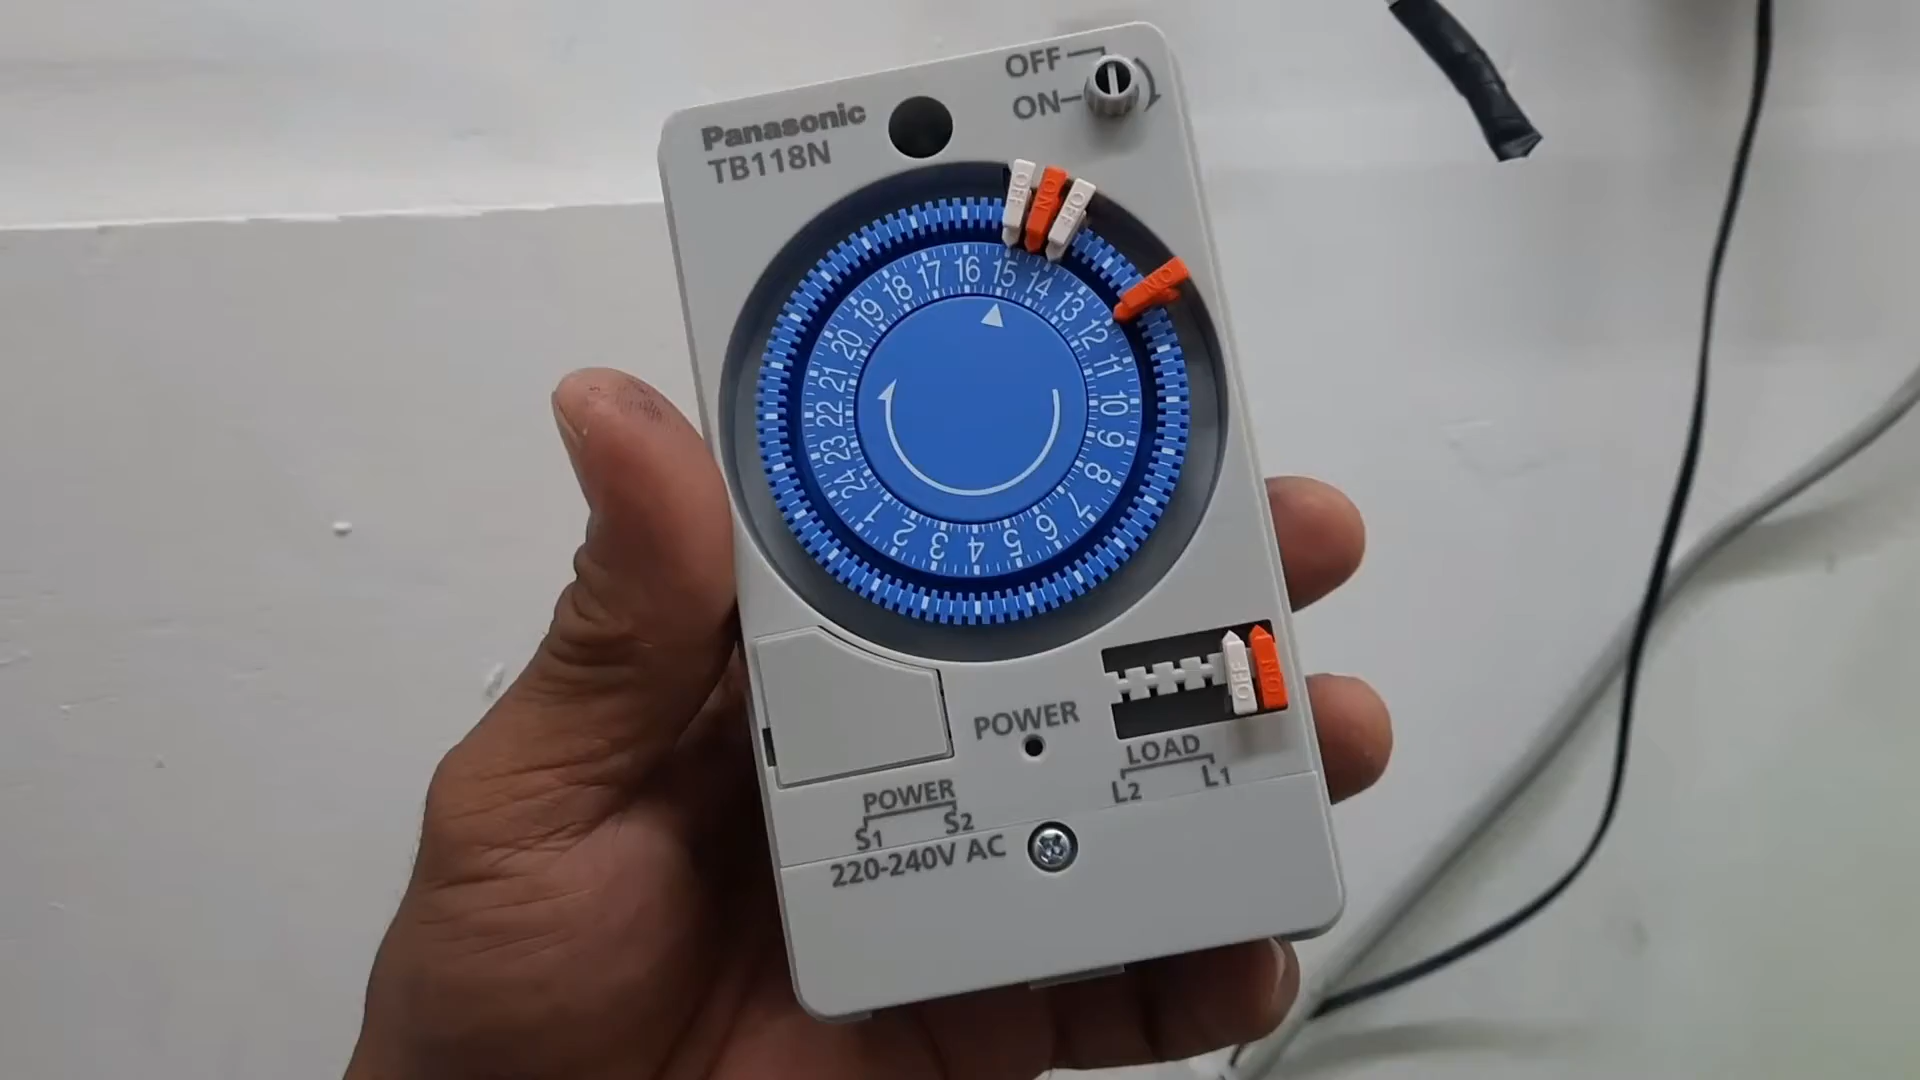 OFF
ON
Panasonic
TB118N
OFF
ON
OFF
ON
1
2
3
4
5
6
7
8
9
10
11
12
13
14
15
16
17
18
19
20
21
22
23
24
OFF
ON
POWER
LOAD
L2 L1
POWER
S1 S2
220-240V AC